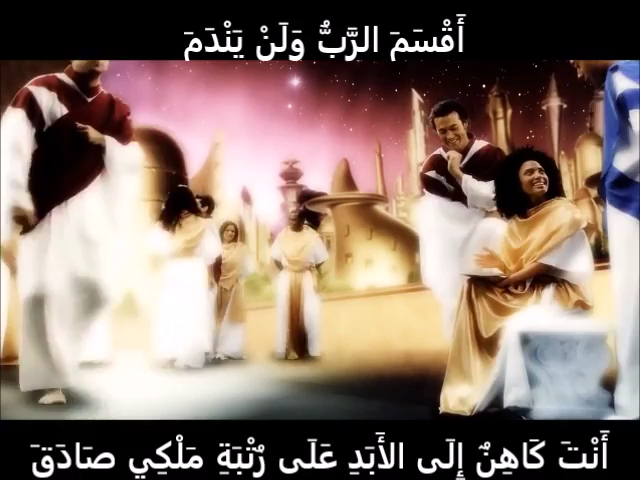 أَقْسَمَ الرَّبُّ وَلَنْ يَنْدَمَ
أَنْتَ كَاهِنٌ إِلَى الأَبَدِ عَلَى رُتْبَةِ مَلْكِي صَادَقَ